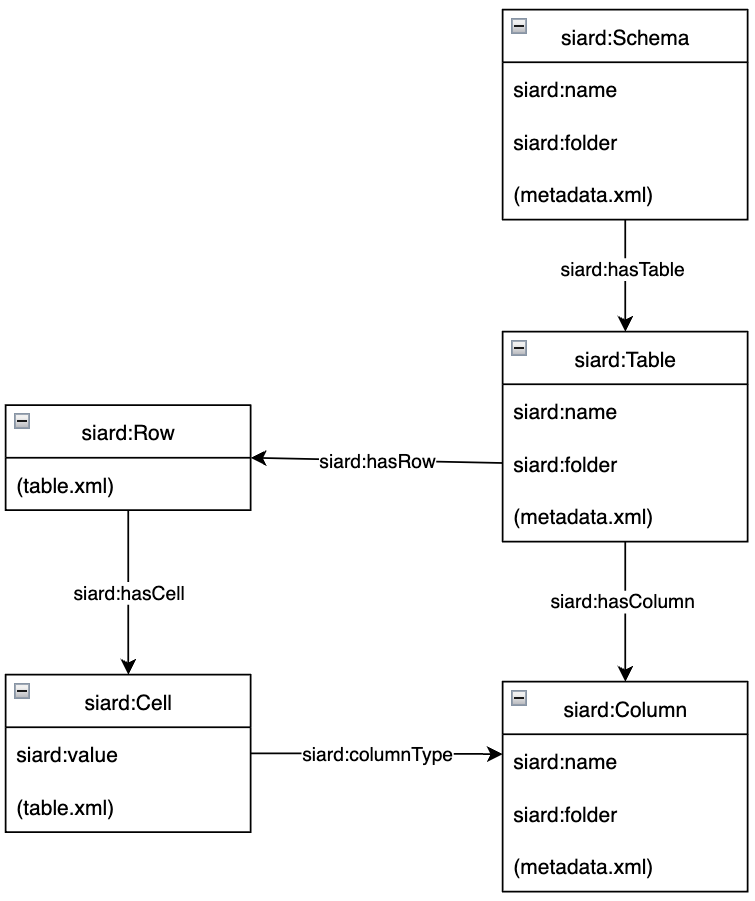 siard:Schema
siard:name
siard:folder
(metadata.xml)
siard:hasTable
siard:Table
siard:name
siard:folder
(metadata.xml)
siard:hasRow
siard:Row
(table.xml)
siard:hasCell
siard:hasColumn
siard:Cell
siard:value
(table.xml)
siard:columnType
siard:Column
siard:name
siard:folder
(metadata.xml)